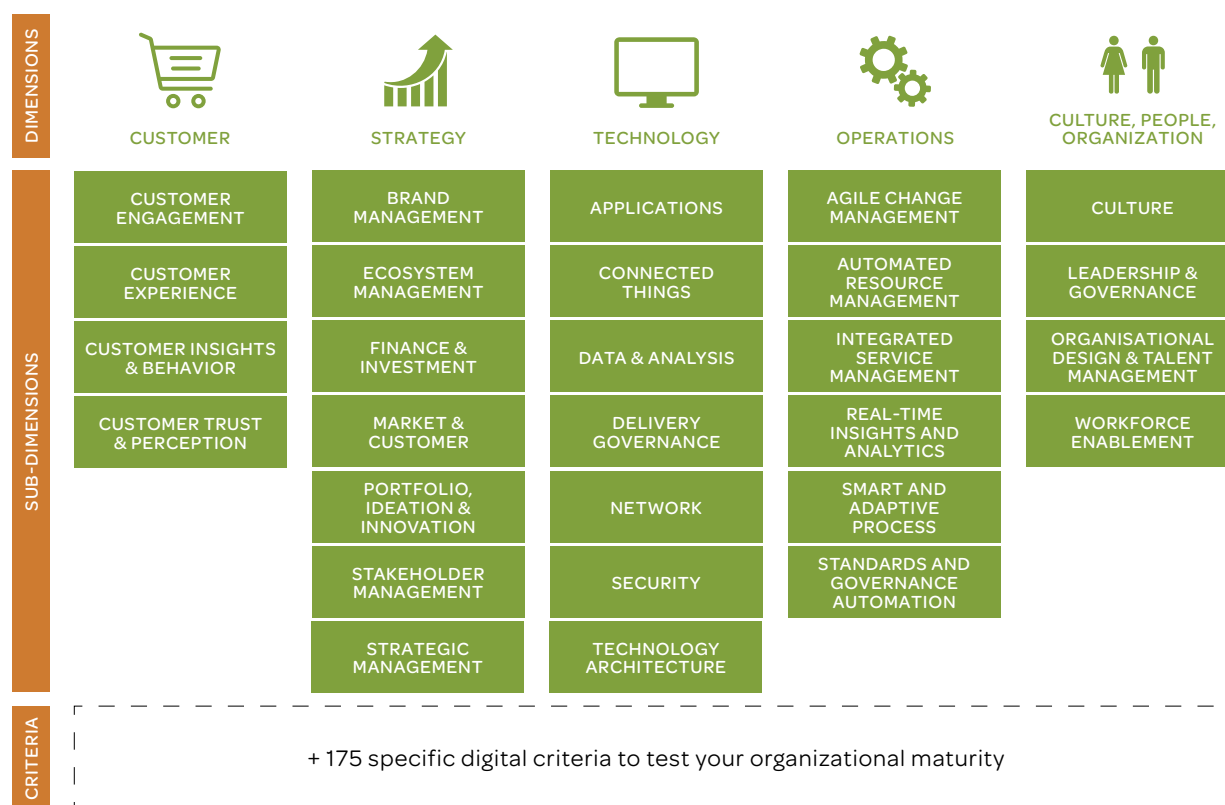 DIMENSIONS
CUSTOMER
STRATEGY
TECHNOLOGY
OPERATIONS
CULTURE, PEOPLE,
ORGANIZATION
SUB-DIMENSIONS
CUSTOMER
ENGAGEMENT
CUSTOMER
EXPERIENCE
CUSTOMER INSIGHTS
& BEHAVIOR
CUSTOMER TRUST
& PERCEPTION
BRAND
MANAGEMENT
ECOSYSTEM
MANAGEMENT
FINANCE &
INVESTMENT
MARKET &
CUSTOMER
PORTFOLIO,
IDEATION &
INNOVATION
STAKEHOLDER
MANAGEMENT
STRATEGIC
MANAGEMENT
APPLICATIONS
CONNECTED
THINGS
DATA & ANALYSIS
DELIVERY
GOVERNANCE
NETWORK
SECURITY
TECHNOLOGY
ARCHITECTURE
AGILE CHANGE
MANAGEMENT
AUTOMATED
RESOURCE
MANAGEMENT
INTEGRATED
SERVICE
MANAGEMENT
REAL-TIME
INSIGHTS AND
ANALYTICS
SMART AND
ADAPTIVE
PROCESS
STANDARDS AND
GOVERNANCE
AUTOMATION
CULTURE
LEADERSHIP &
GOVERNANCE
ORGANISATIONAL
DESIGN & TALENT
MANAGEMENT
WORKFORCE
ENABLEMENT
CRITERIA
+ 175 specific digital criteria to test your organizational maturity